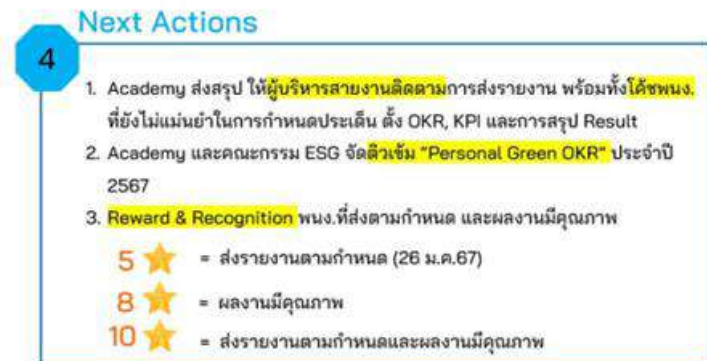 Next Actions
4
1. Academy ส่งสรุป ให้ผู้บริหารสายงานติดตามการส่งรายงาน พร้อมทั้งโค้ชพนง.
ที่ยังไม่แม่นยำในการกำหนดประเด็น ตั้ง OKR, KPI และการสรุป Result
2. Academy และคณะกรรม ESG จัดติวเข้ม "Personal Green OKR" ประจำปี
2567
3. Reward & Recognition พนง.ที่ส่งตามกำหนด และผลงานมีคุณภาพ
5 = ส่งรายงานตามกำหนด (26 ม.ค.67)
8 = ผลงานมีคุณภาพ
10 = ส่งรายงานตามกำหนดและผลงานมีคุณภาพ